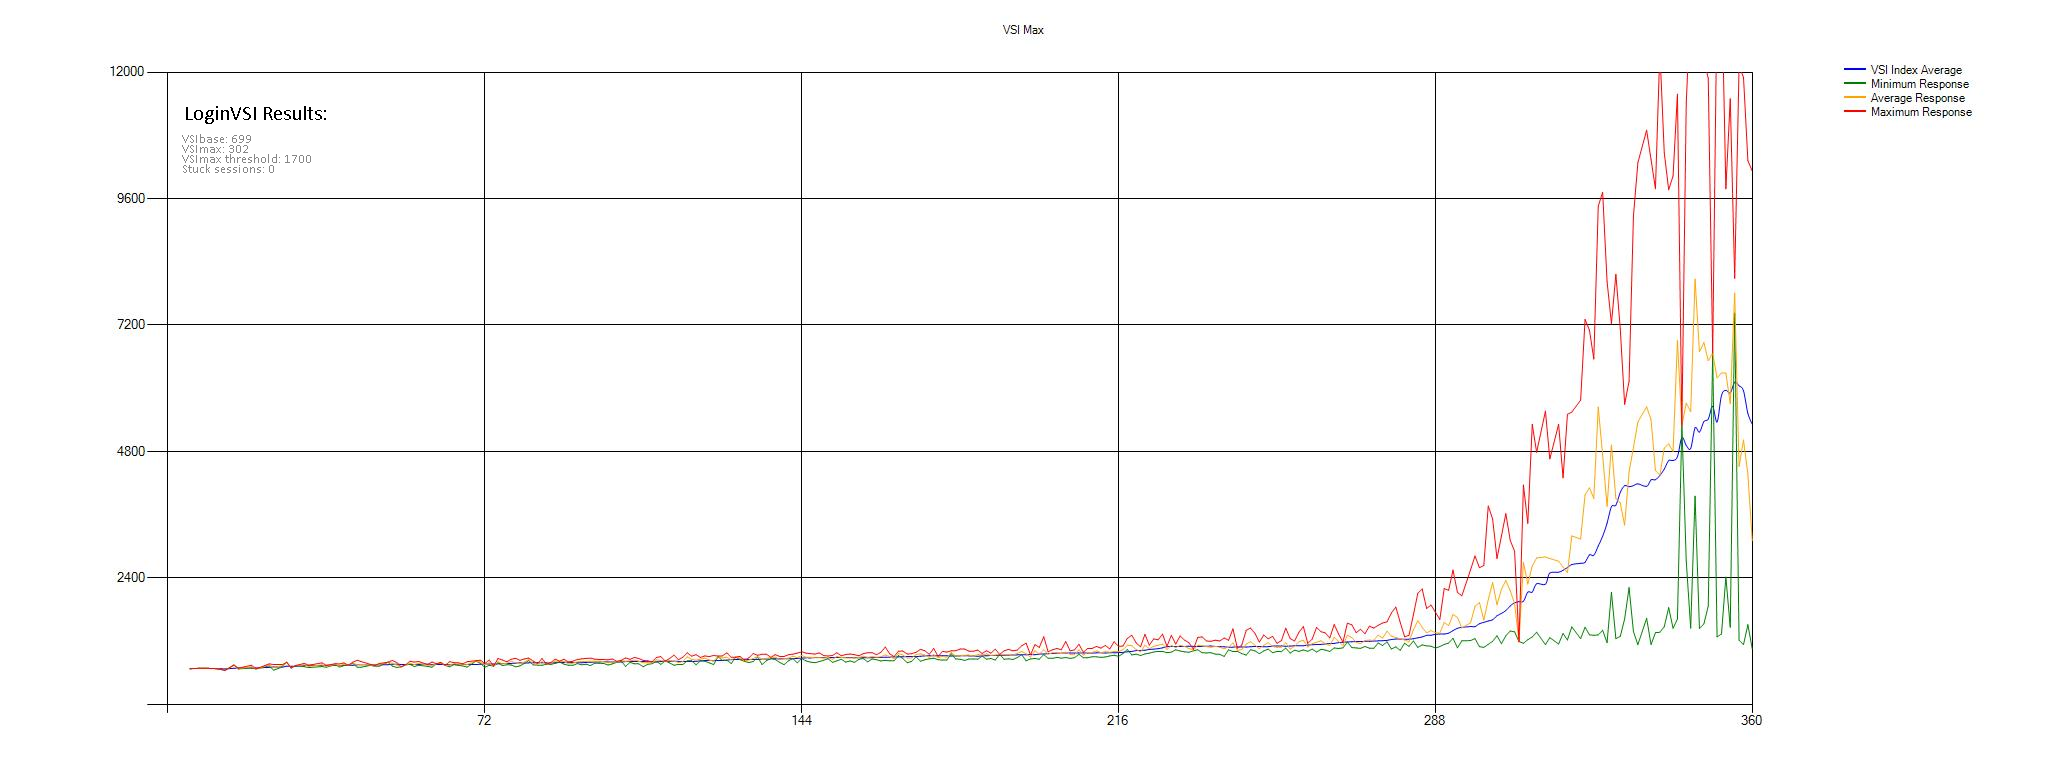 VSI Max
12000
9600
7200
4800
2400
LoginVSI Results:
VSIbase: 699
VSImax: 302
VSImax threshold: 1700
Stuck sessions: 0
VSI Index Average
Minimum Response
Average Response
Maximum Response
72
144
216
288
360